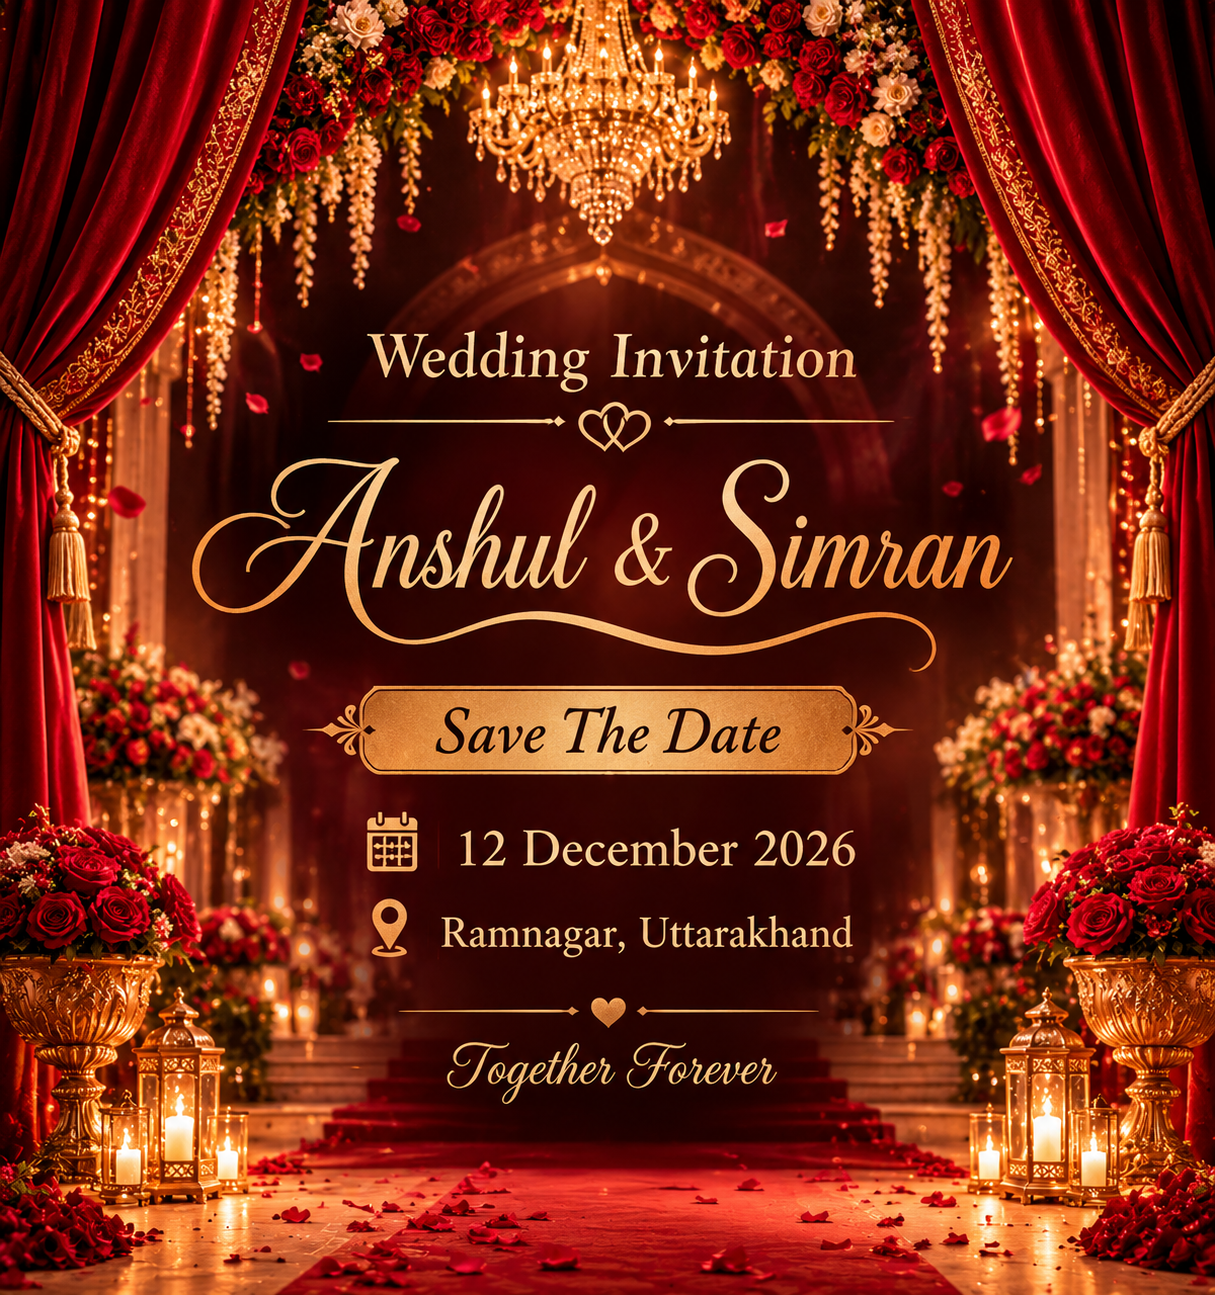 Wedding Invitation
Anshul & Simran
Save The Date
12 December 2026
Ramnagar, Uttarakhand
Together Forever